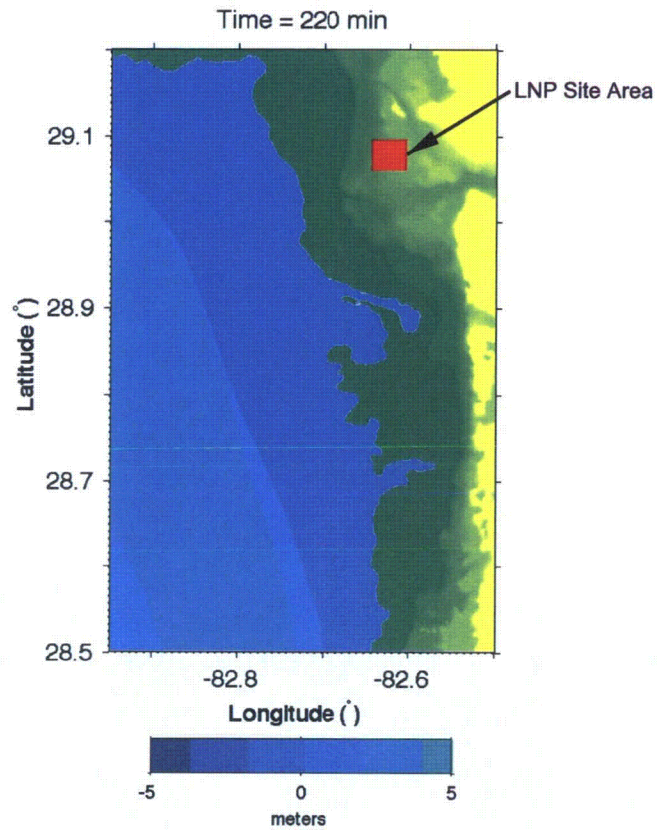 Time = 220 min
LNP Site Area
29.1
28.9
28.7
28.5
Latitude (°)
-82.8 -82.6
Longitude (°)
-5 0 5
meters